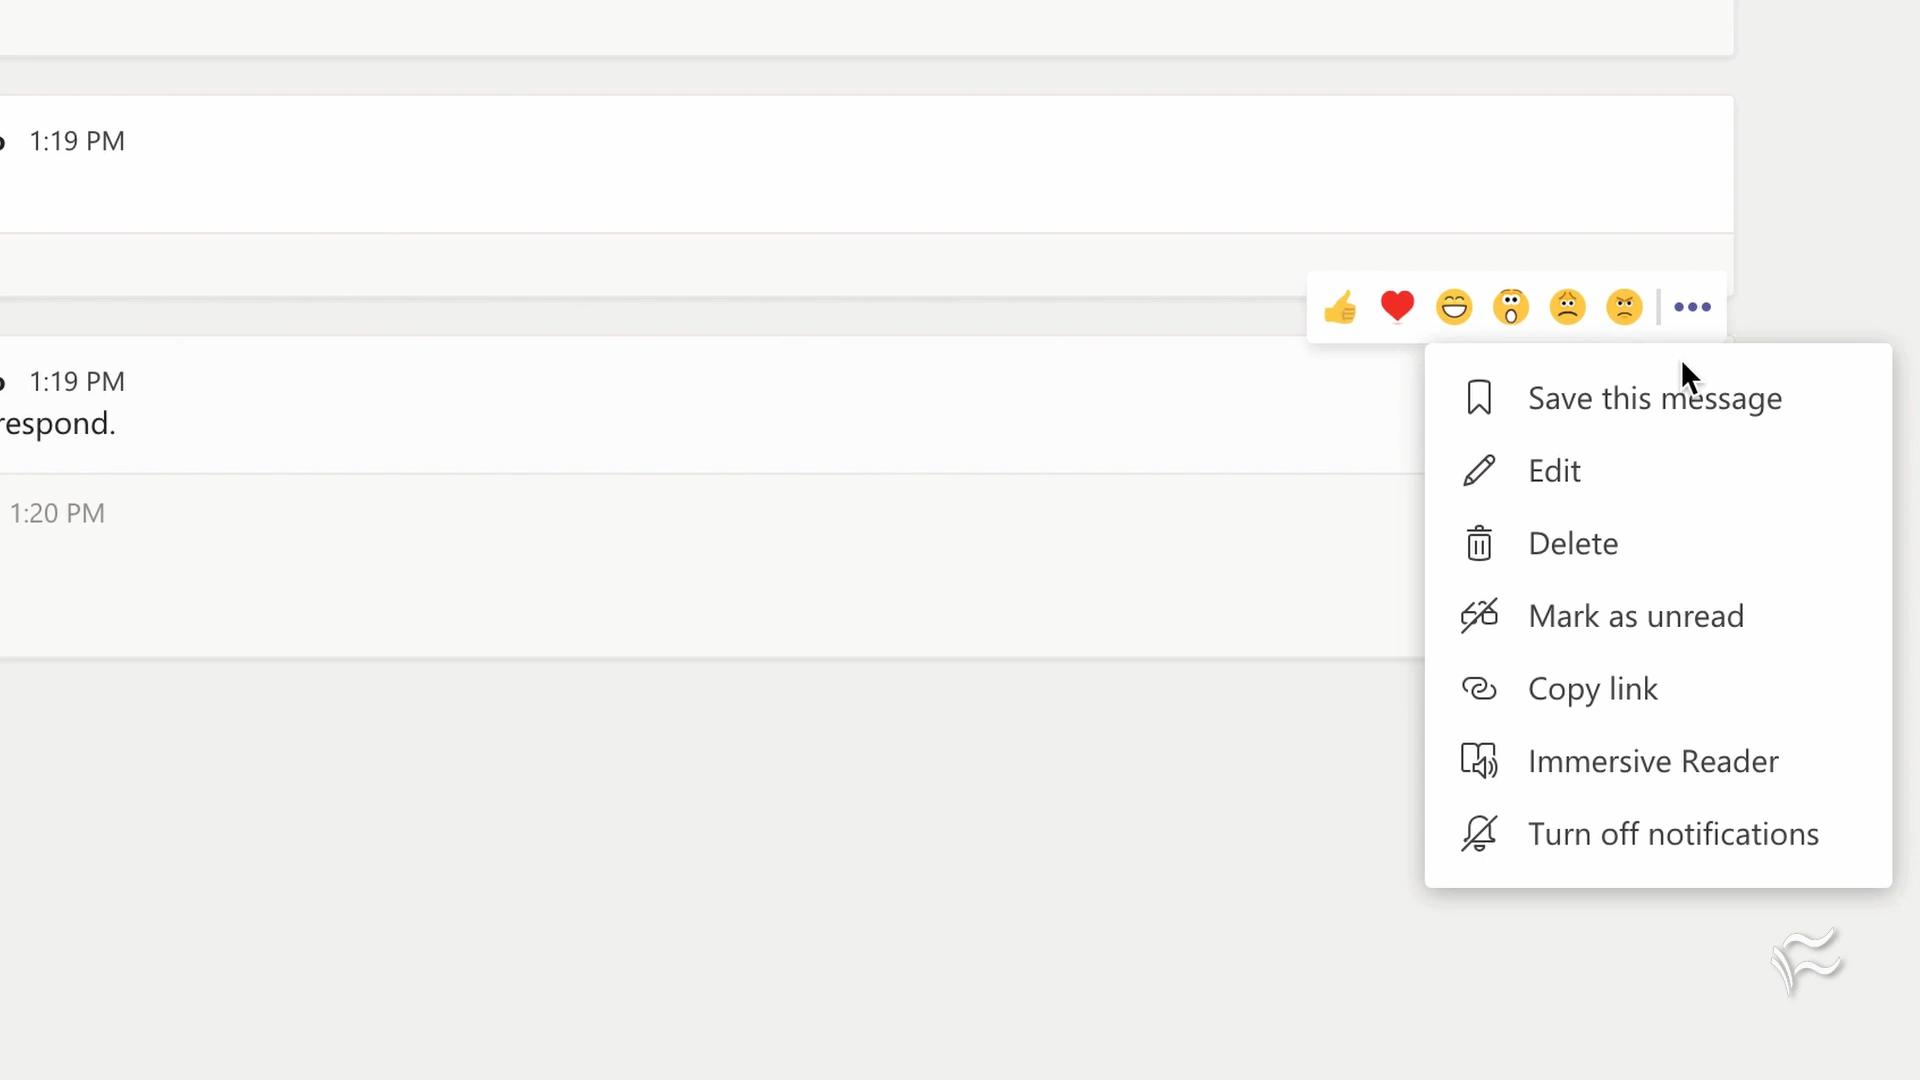 1:19 PM
1:19 PM
respond.
1:20 PM
Save this message
Edit
Delete
Mark as unread
Copy link
Immersive Reader
Turn off notifications